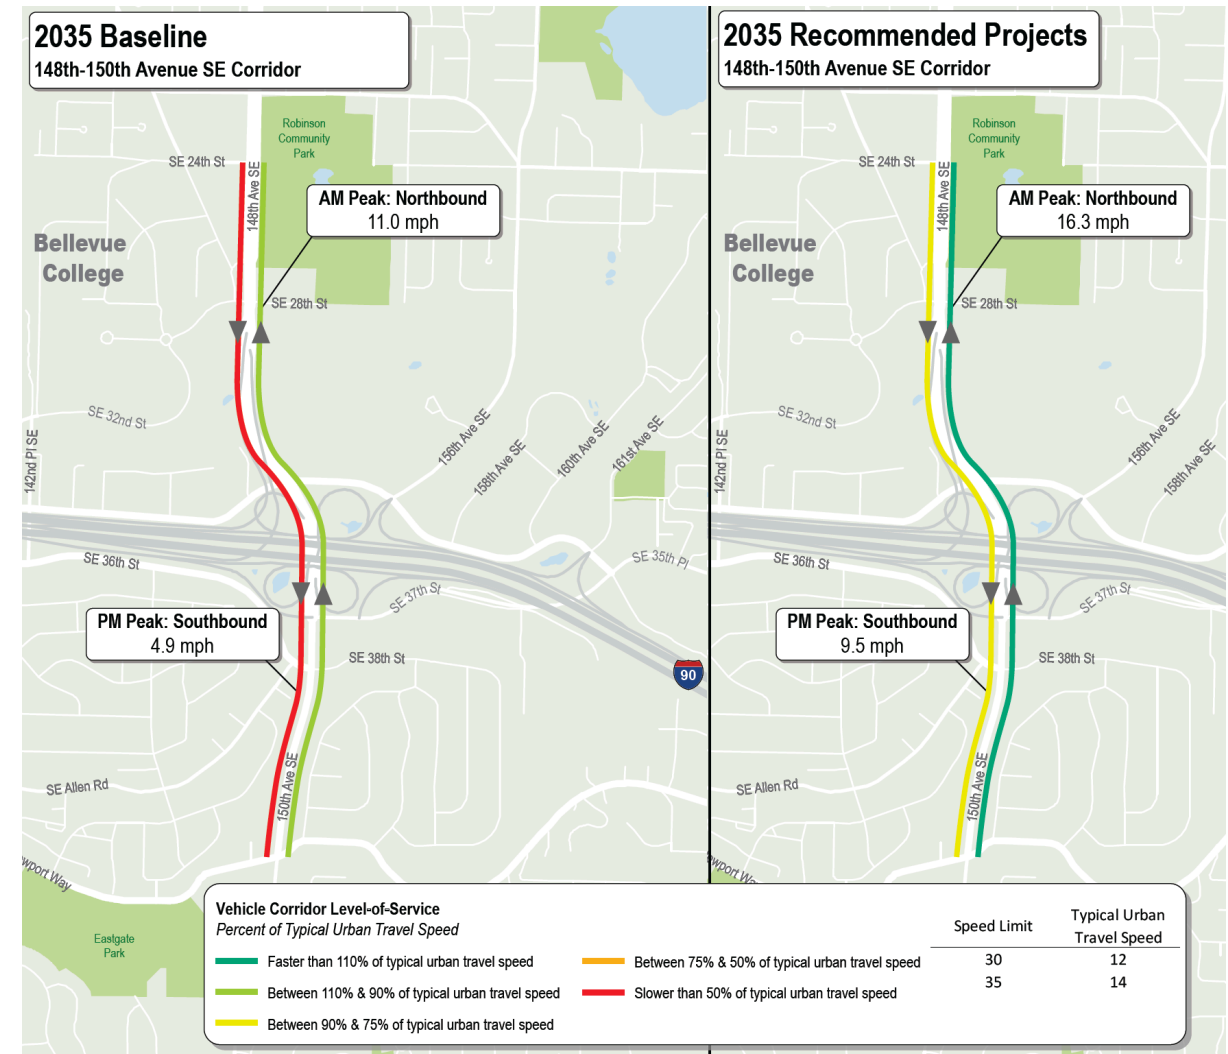 2035 Baseline
148th-150th Avenue SE Corridor
Robinson
Community
Park
SE 24th St
148th Ave SE
AM Peak: Northbound
11.0 mph
Bellevue
College
SE 28th St
SE 32nd St
142nd Pl SE
156th Ave SE
158th Ave SE
160th Ave SE
161st Ave SE
SE 36th St
SE 35th Pl
SE 37th St
PM Peak: Southbound
4.9 mph
SE 38th St
90
150th Ave SE
SE Allen Rd
wport Way
Eastgate
Park
2035 Recommended Projects
148th-150th Avenue SE Corridor
Robinson
Community
Park
SE 24th St
148th Ave SE
AM Peak: Northbound
16.3 mph
Bellevue
College
SE 28th St
SE 32nd St
142nd Pl SE
156th Ave SE
158th Ave SE
SE 36th St
SE 37th St
PM Peak: Southbound
9.5 mph
SE 38th St
150th Ave SE
SE Allen Rd
wport Wa
Vehicle Corridor Level-of-Service
Percent of Typical Urban Travel Speed
Faster than 110% of typical urban travel speed
Between 110% & 90% of typical urban travel speed
Between 90% & 75% of typical urban travel speed
Between 75% & 50% of typical urban travel speed
Slower than 50% of typical urban travel speed
Speed Limit
Typical Urban
Travel Speed
30 12
35 14